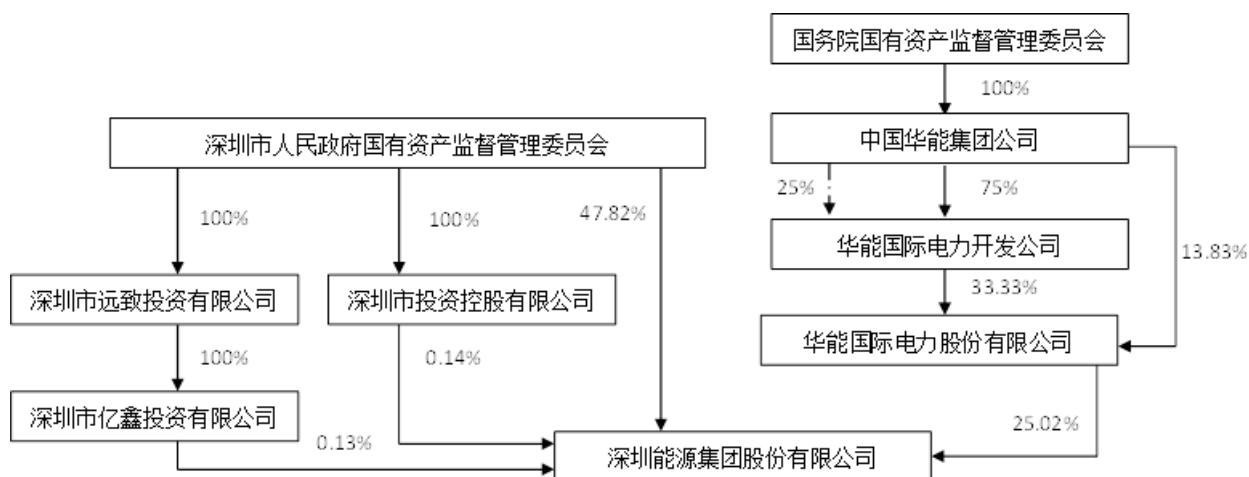 国务院国有资产监督管理委员会
100%
中国华能集团公司
深圳市人民政府国有资产监督管理委员会
25%
75%
47.82%
100%
100%
华能国际电力开发公司
13.83%
33.33%
深圳市远致投资有限公司
深圳市投资控股有限公司
华能国际电力股份有限公司
100%
0.14%
深圳市亿鑫投资有限公司
25.02%
0.13%
深圳能源集团股份有限公司